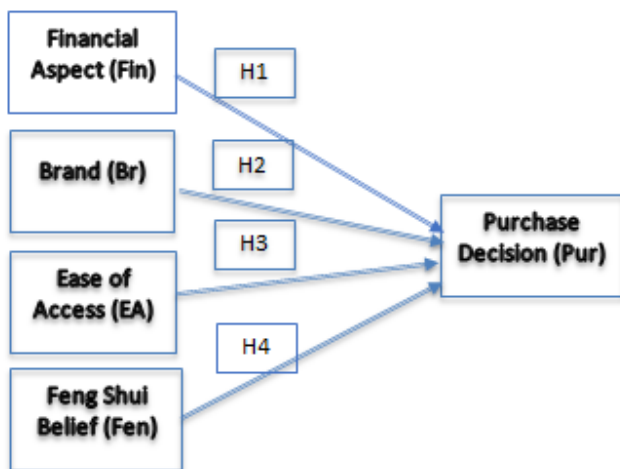 Financial
Aspect (Fin)
H1
Brand (Br)
H2
Ease of
Access (EA)
H3
Feng Shui
Belief (Fen)
H4
Purchase
Decision (Pur)